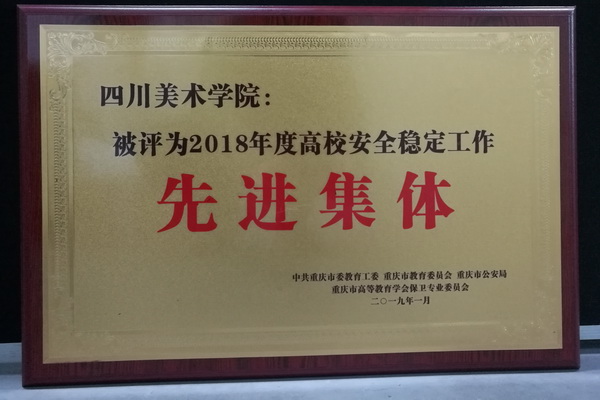 四川美术学院：
被评为2018年度高校安全稳定工作
先进集体
中共重庆市委教育工委 重庆市教育委员会 重庆市公安局
重庆市高等教育学会保卫专业委员会
二〇一九年一月